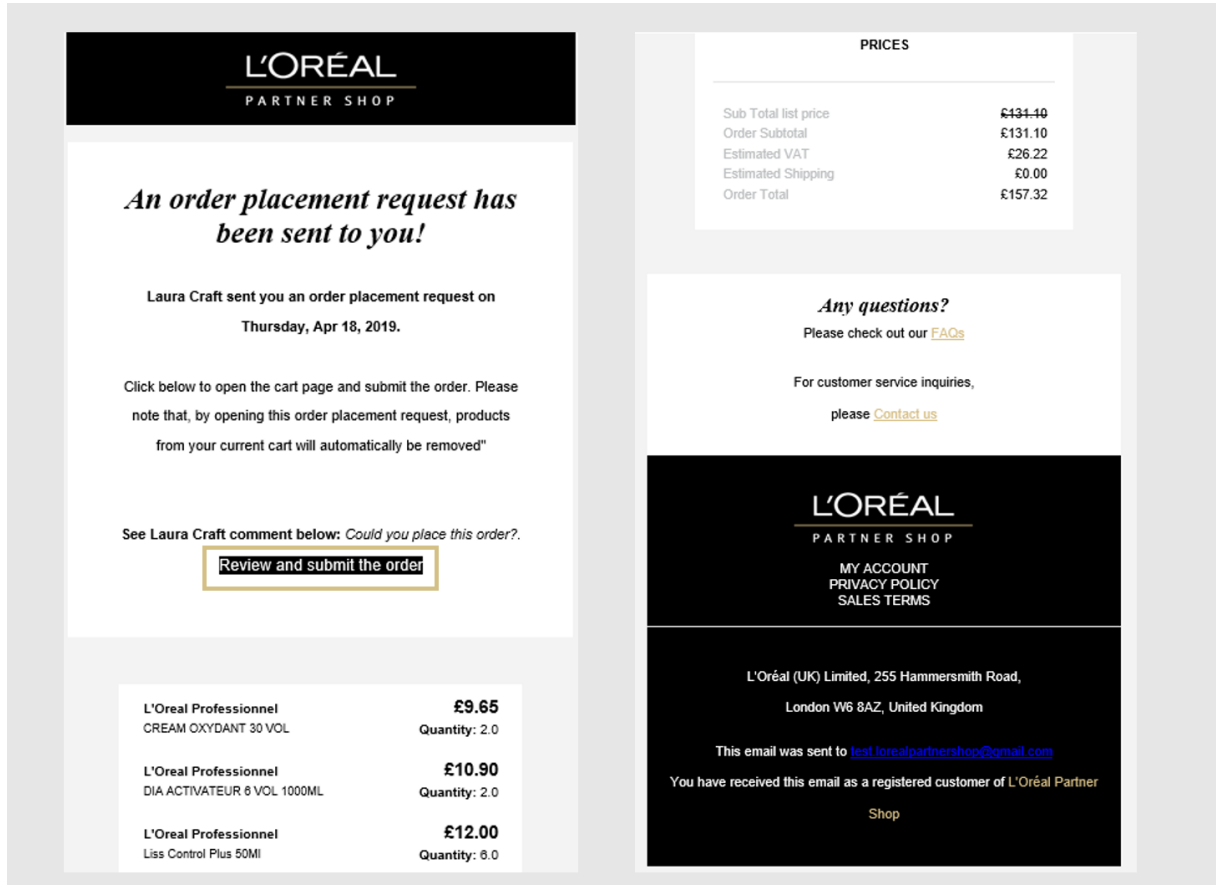 L'ORÉAL
PARTNER SHOP
An order placement request has
been sent to you!
Laura Craft sent you an order placement request on
Thursday, Apr 18, 2019.
Click below to open the cart page and submit the order. Please
note that, by opening this order placement request, products
from your current cart will automatically be removed"
See Laura Craft comment below: Could you place this order?.
Review and submit the order
L'Oreal Professionnel £9.65
CREAM OXYDANT 30 VOL Quantity: 2.0
L'Oreal Professionnel £10.90
DIA ACTIVATEUR 6 VOL 1000ML Quantity: 2.0
L'Oreal Professionnel £12.00
Liss Control Plus 50Ml Quantity: 6.0
PRICES
Sub Total list price £131.10
Order Subtotal £131.10
Estimated VAT £26.22
Estimated Shipping £0.00
Order Total £157.32
Any questions?
Please check out our FAQs
For customer service inquiries,
please Contact us
L'ORÉAL
PARTNER SHOP
MY ACCOUNT
PRIVACY POLICY
SALES TERMS
L'Oréal (UK) Limited, 255 Hammersmith Road,
London W6 8AZ, United Kingdom
This email was sent to test.lorealpartnershop@gmail.com
You have received this email as a registered customer of L'Oréal Partner
Shop